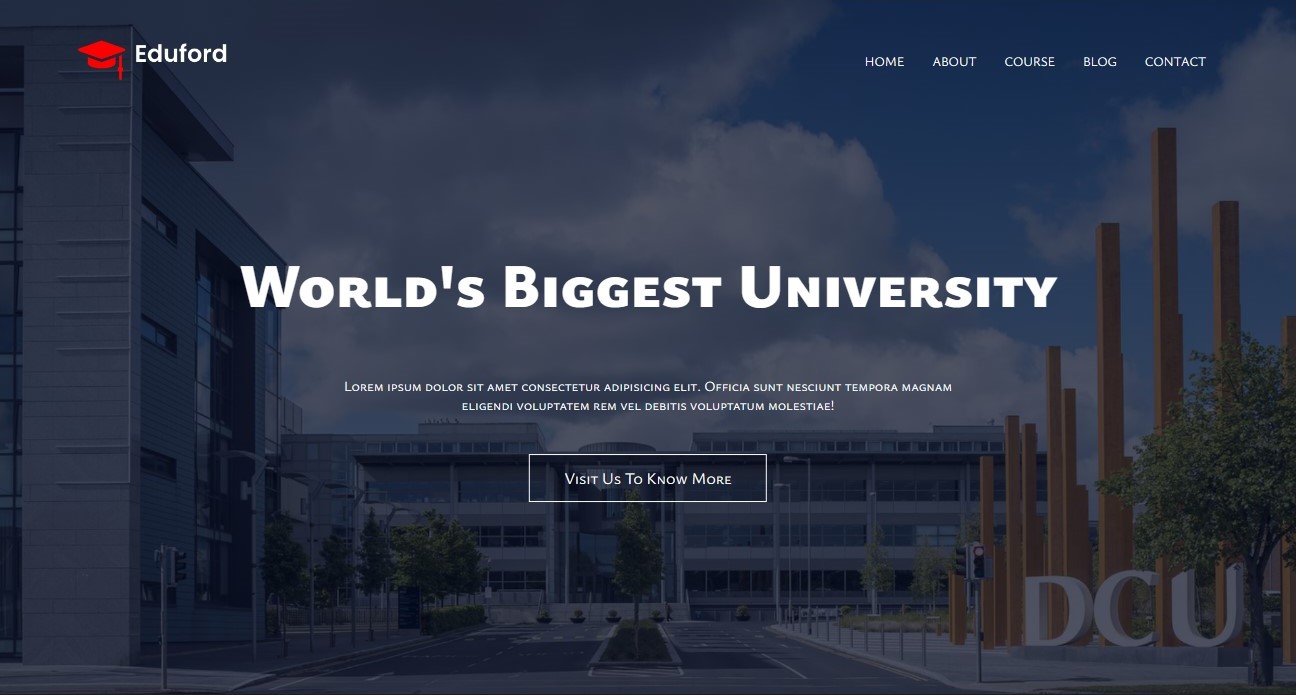 Eduford
HOME ABOUT COURSE BLOG CONTACT
World's Biggest University
Lorem ipsum dolor sit amet consectetur adipisicing elit. Officia sunt nesciunt tempora magnam
eligendi voluptatem rem vel debitis voluptatum molestiae!
Visit Us To Know More
DCU